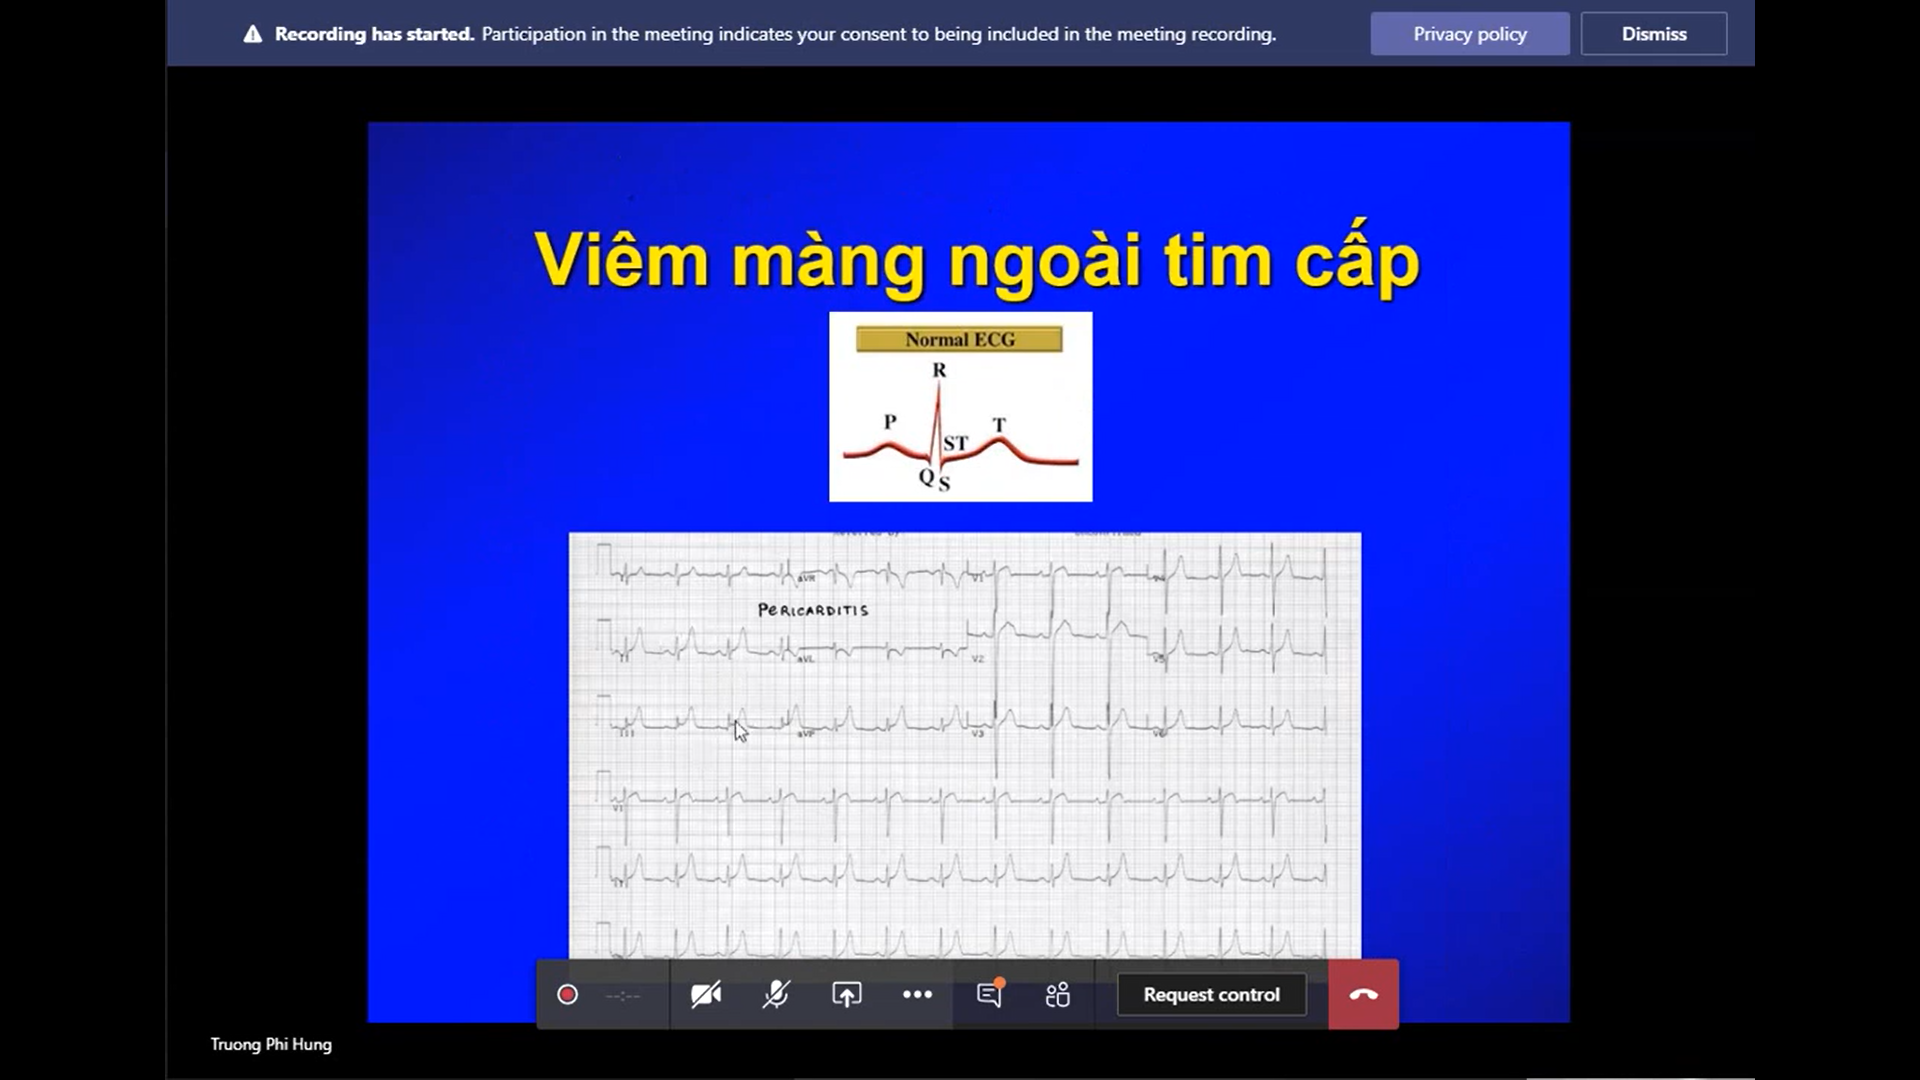 Recording has started. Participation in the meeting indicates your consent to being included in the meeting recording.
Privacy policy
Dismiss
Viêm màng ngoài tim cấp
Normal ECG
R
P
T
ST
Q
S
I
aVR
V1
V4
PERICARDITIS
II
aVL
V2
V5
III
aVF
V3
V6
V1
II
Request control
Truong Phi Hung